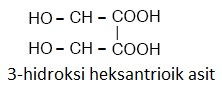 HO – CH – COOH
HO – CH – COOH
3-hidroksi heksantrioik asit